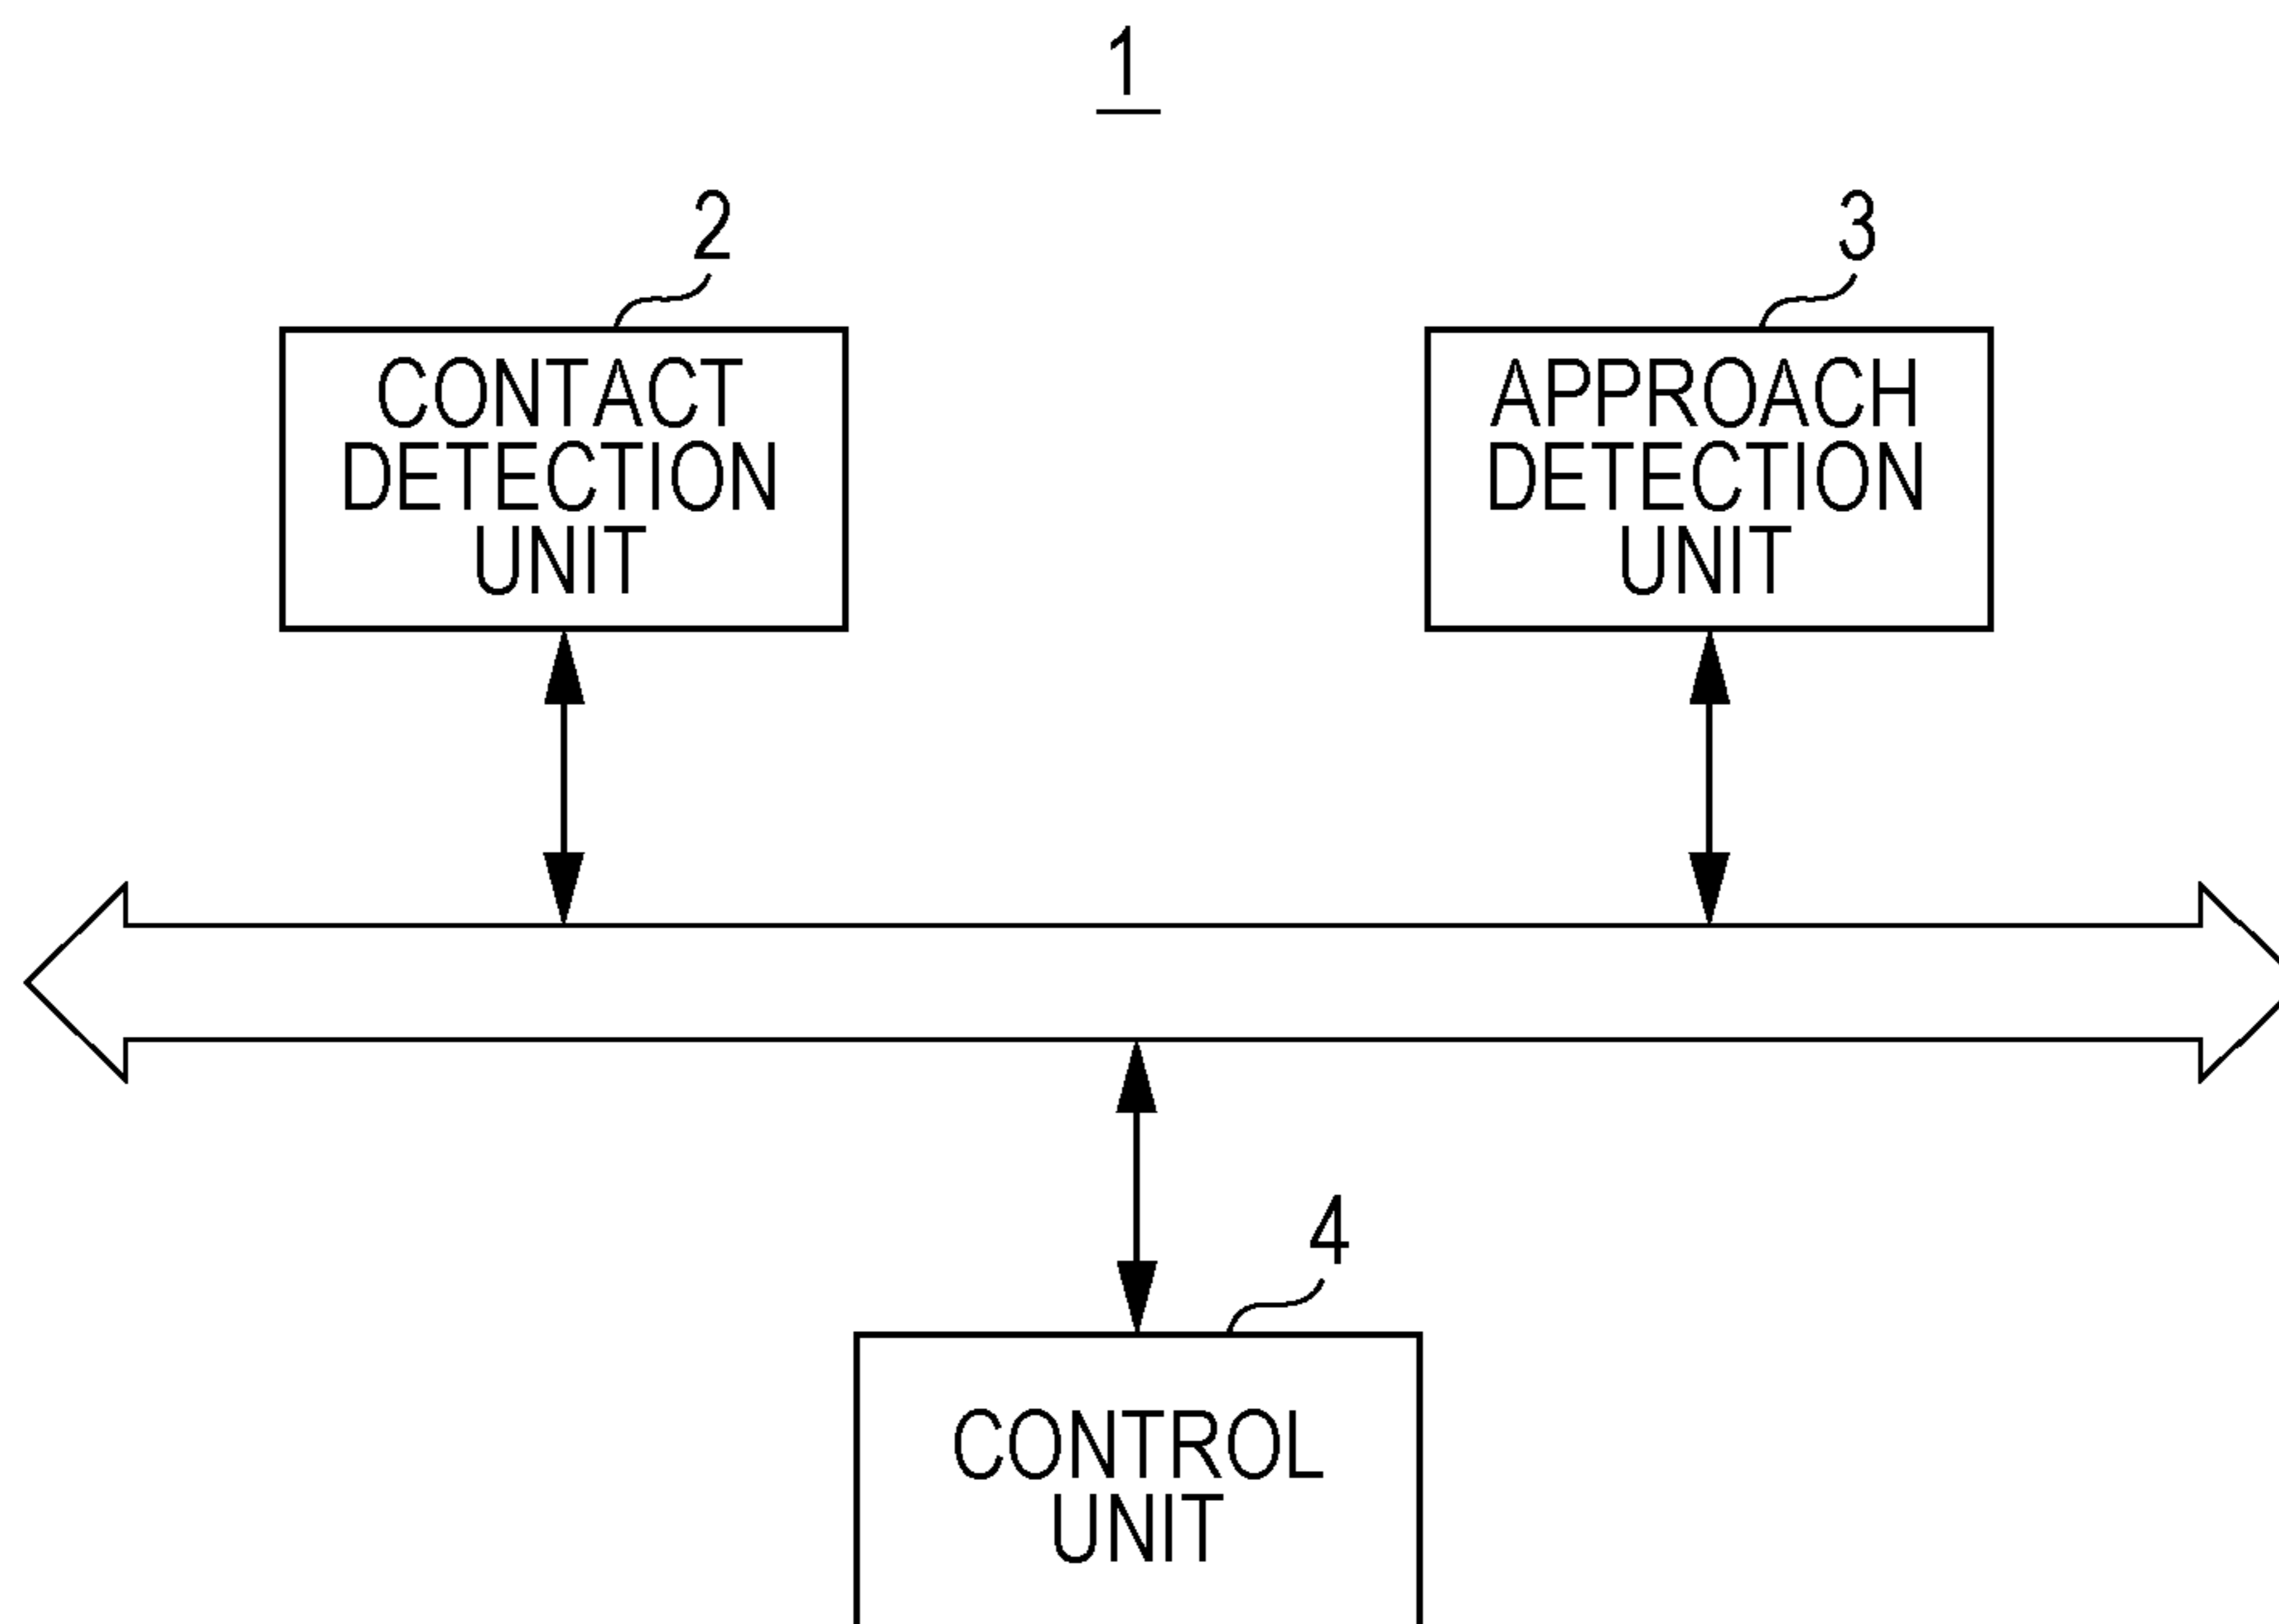 1
2
3
CONTACT
DETECTION
UNIT
APPROACH
DETECTION
UNIT
4
CONTROL
UNIT